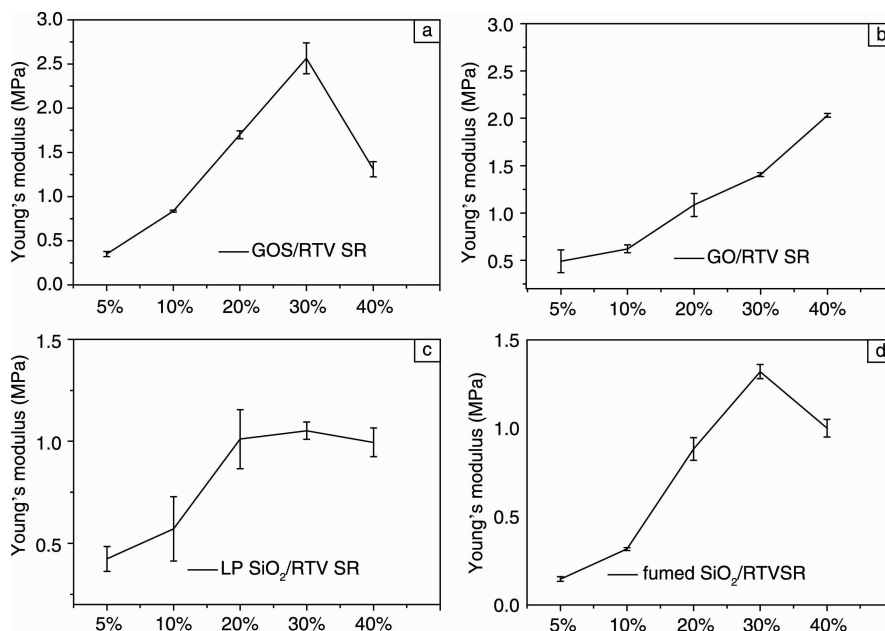 a
Young's modulus (MPa)
3.0
2.5
2.0
1.5
1.0
0.5
0.0
GOS/RTV SR
5% 10% 20% 30% 40%
b
Young's modulus (MPa)
3.0
2.5
2.0
1.5
1.0
0.5
GO/RTV SR
5% 10% 20% 30% 40%
c
Young's modulus (MPa)
1.5
1.0
0.5
LP SiO₂/RTV SR
5% 10% 20% 30% 40%
d
Young's modulus (MPa)
1.5
1.0
0.5
0.0
fumed SiO₂/RTVSR
5% 10% 20% 30% 40%